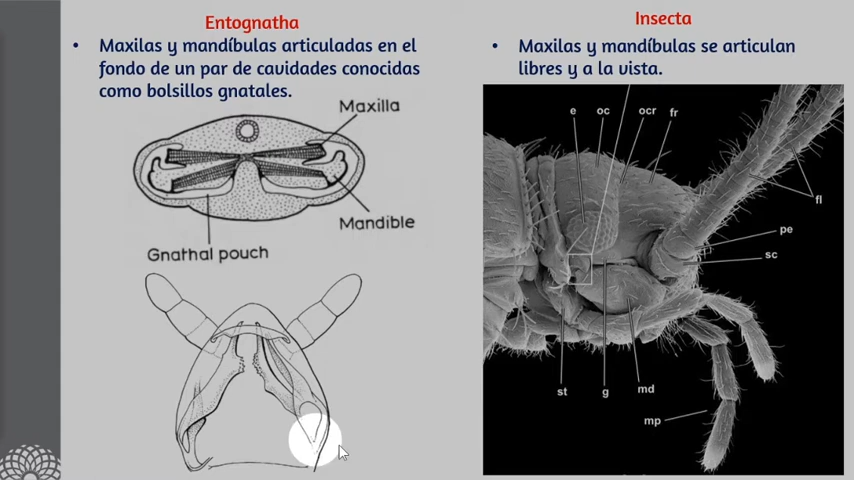 Entognatha
• Maxilas y mandíbulas articuladas en el
fondo de un par de cavidades conocidas
como bolsillos gnatales.
Maxilla
Mandible
Gnathal pouch
Insecta
• Maxilas y mandíbulas se articulan
libres y a la vista.
e
oc
ocr
fr
fl
pe
sc
st
g
md
mp